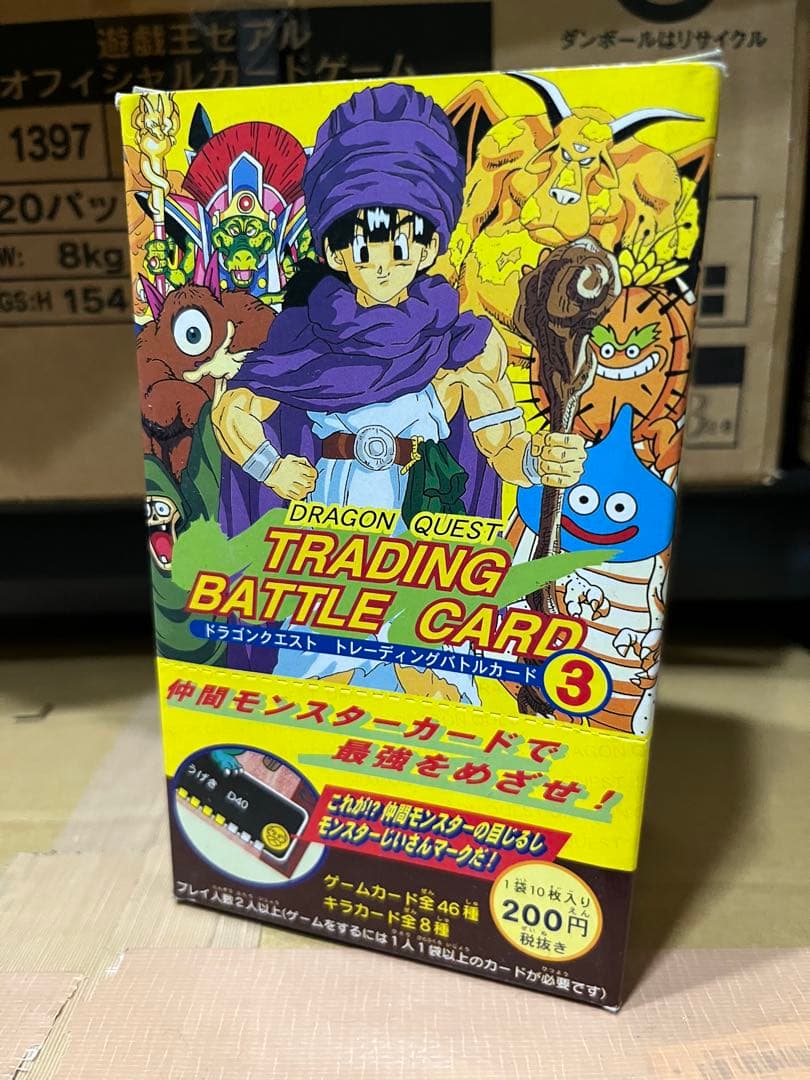 遊戯王ゼアル
オフィシャルカードゲーム
ダンボールはリサイクル
1397
20パッ
W: 8kg
GS:H 154
DRAGON QUEST
TRADING
BATTLE CARD
ドラゴンクエスト トレーディングバトルカード
3
仲間モンスターカードで
最強をめざせ!
うげき D40
これが!? 仲間モンスターの目じるし
モンスターじいさんマークだ!
ゲームカード全46種
キラカード全8種
1袋10枚入り
200円
税抜き
プレイ人数2人以上(ゲームをするには1人1袋以上のカードが必要です)